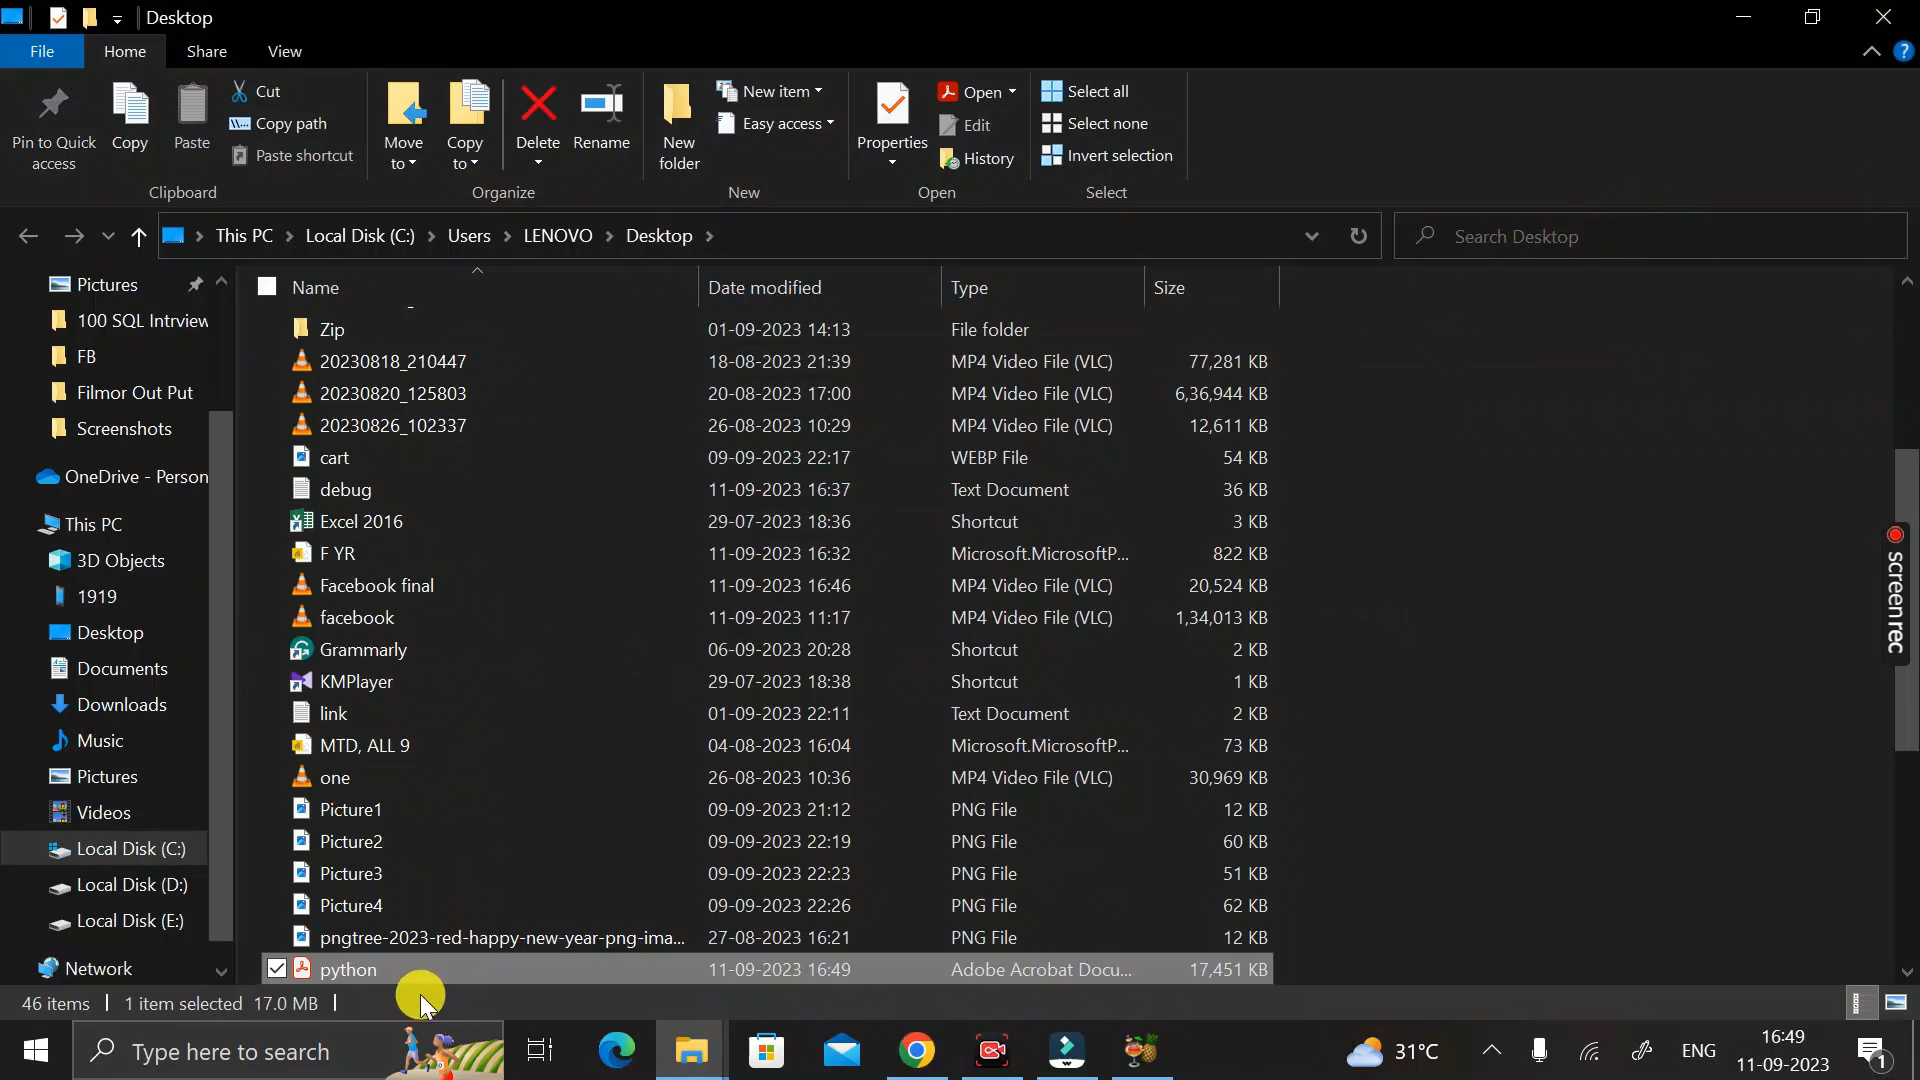 Desktop
File Home Share View
Pin to Quick access
Copy
Paste
Cut
Copy path
Paste shortcut
Clipboard
Move to
Copy to
Delete
Rename
Organize
New folder
New item
Easy access
New
Properties
Open
Edit
History
Open
Select all
Select none
Invert selection
Select
This PC Local Disk (C:) Users LENOVO Desktop
Search Desktop
Pictures
100 SQL Intrview
FB
Filmor Out Put
Screenshots
OneDrive - Person
This PC
3D Objects
1919
Desktop
Documents
Downloads
Music
Pictures
Videos
Local Disk (C:)
Local Disk (D:)
Local Disk (E:)
Network
Name Date modified Type Size
Zip 01-09-2023 14:13 File folder
20230818_210447 18-08-2023 21:39 MP4 Video File (VLC) 77,281 KB
20230820_125803 20-08-2023 17:00 MP4 Video File (VLC) 6,36,944 KB
20230826_102337 26-08-2023 10:29 MP4 Video File (VLC) 12,611 KB
cart 09-09-2023 22:17 WEBP File 54 KB
debug 11-09-2023 16:37 Text Document 36 KB
Excel 2016 29-07-2023 18:36 Shortcut 3 KB
F YR 11-09-2023 16:32 Microsoft.MicrosoftP... 822 KB
Facebook final 11-09-2023 16:46 MP4 Video File (VLC) 20,524 KB
facebook 11-09-2023 11:17 MP4 Video File (VLC) 1,34,013 KB
Grammarly 06-09-2023 20:28 Shortcut 2 KB
KMPlayer 29-07-2023 18:38 Shortcut 1 KB
link 01-09-2023 22:11 Text Document 2 KB
MTD, ALL 9 04-08-2023 16:04 Microsoft.MicrosoftP... 73 KB
one 26-08-2023 10:36 MP4 Video File (VLC) 30,969 KB
Picture1 09-09-2023 21:12 PNG File 12 KB
Picture2 09-09-2023 22:19 PNG File 60 KB
Picture3 09-09-2023 22:23 PNG File 51 KB
Picture4 09-09-2023 22:26 PNG File 62 KB
pngtree-2023-red-happy-new-year-png-ima... 27-08-2023 16:21 PNG File 12 KB
python 11-09-2023 16:49 Adobe Acrobat Docu... 17,451 KB
screen rec
46 items 1 item selected 17.0 MB
Type here to search
31°C
ENG
16:49
11-09-2023
1